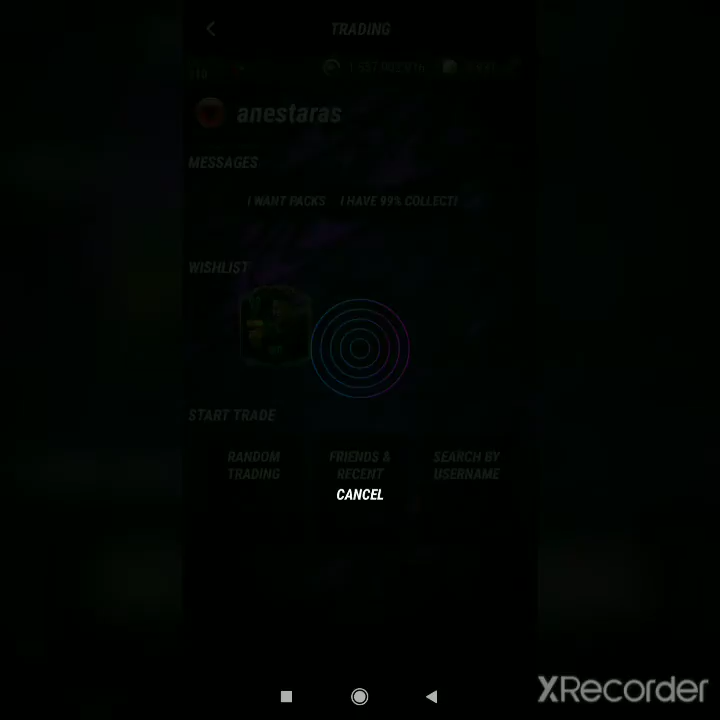 TRADING
anestaras
MESSAGES
I WANT PACKS I HAVE 99% COLLECTI
WISHLIST
START TRADE
RANDOM TRADING
FRIENDS & RECENT
SEARCH BY USERNAME
CANCEL
XRecorder